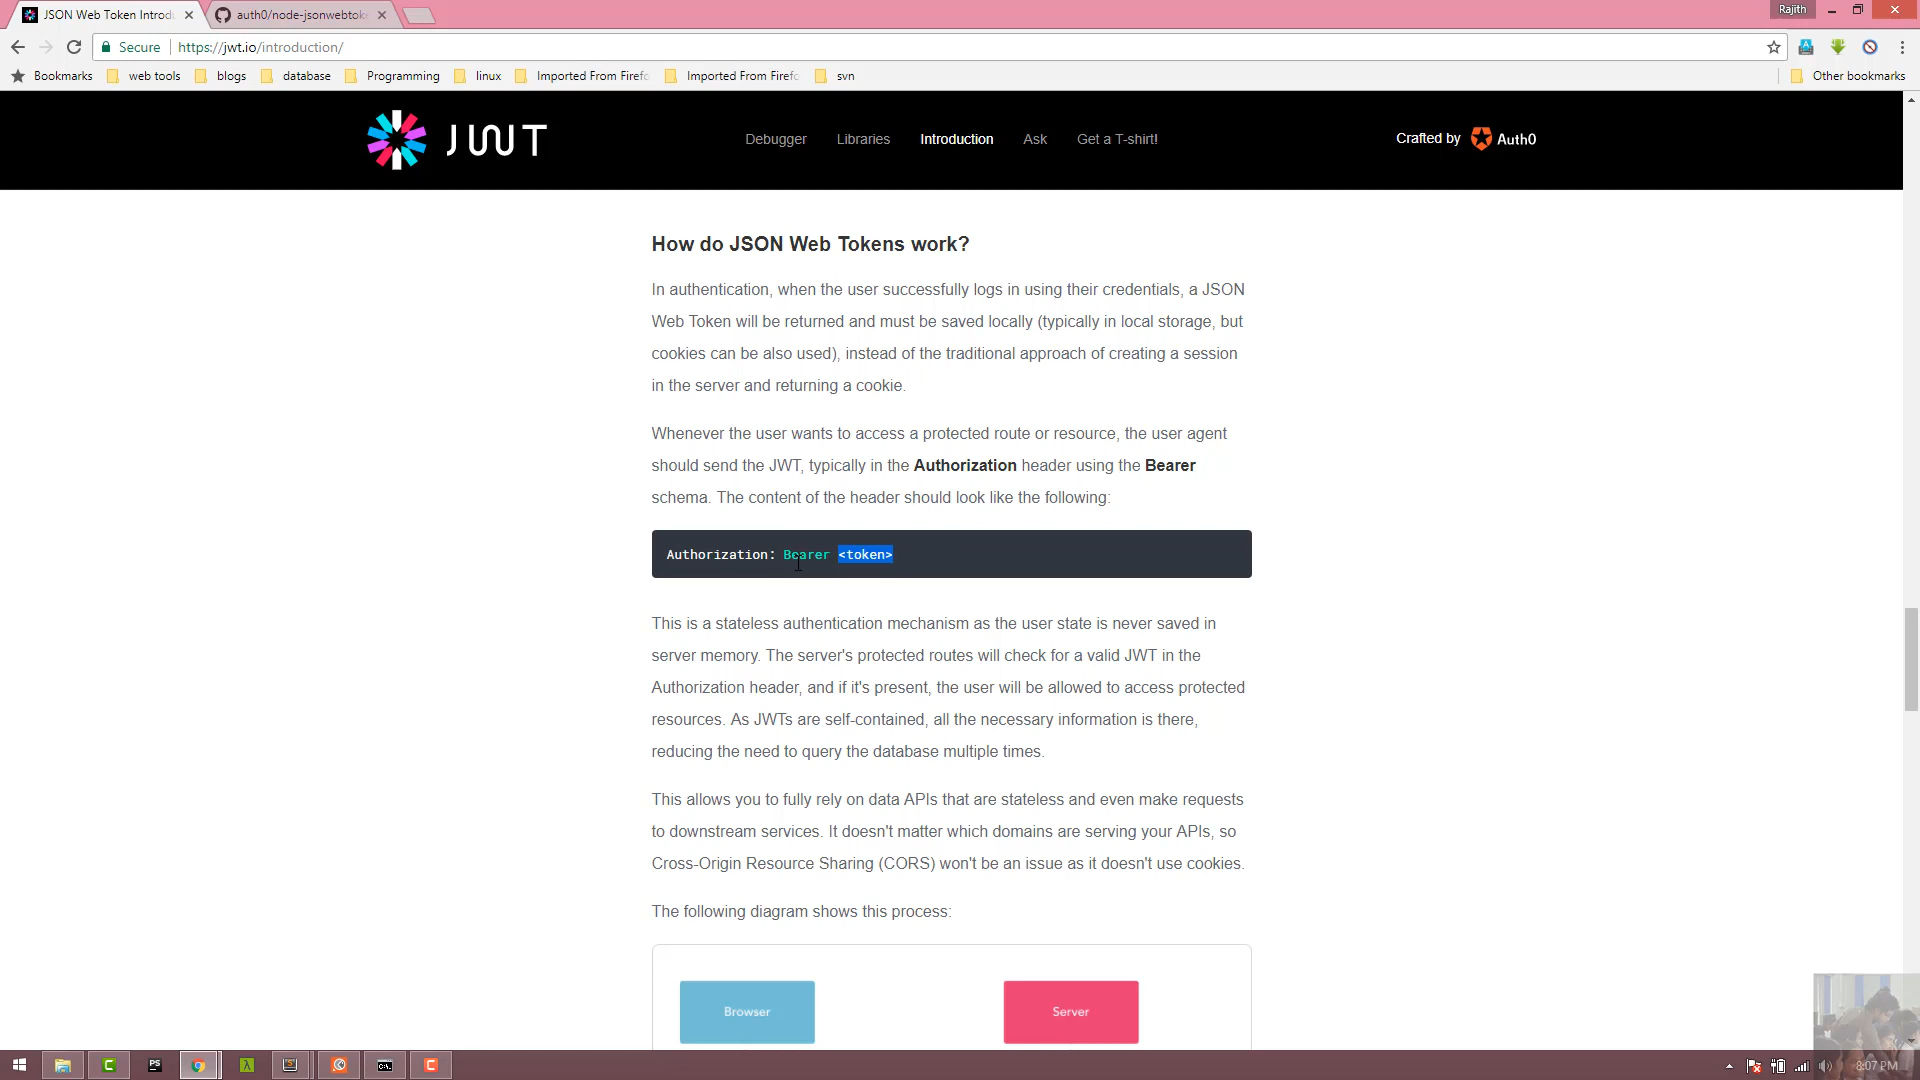 JSON Web Token Introdu
auth0/node-jsonwebtok
Rajith
Secure
https://jwt.io/introduction/
Bookmarks
web tools
blogs
database
Programming
linux
Imported From Firefo
Imported From Firefo
svn
Other bookmarks
JWT
Debugger
Libraries
Introduction
Ask
Get a T-shirt!
Crafted by
Auth0
How do JSON Web Tokens work?
In authentication, when the user successfully logs in using their credentials, a JSON
Web Token will be returned and must be saved locally (typically in local storage, but
cookies can be also used), instead of the traditional approach of creating a session
in the server and returning a cookie.
Whenever the user wants to access a protected route or resource, the user agent
should send the JWT, typically in the Authorization header using the Bearer
schema. The content of the header should look like the following:
Authorization: Bearer <token>
This is a stateless authentication mechanism as the user state is never saved in
server memory. The server's protected routes will check for a valid JWT in the
Authorization header, and if it's present, the user will be allowed to access protected
resources. As JWTs are self-contained, all the necessary information is there,
reducing the need to query the database multiple times.
This allows you to fully rely on data APIs that are stateless and even make requests
to downstream services. It doesn't matter which domains are serving your APIs, so
Cross-Origin Resource Sharing (CORS) won't be an issue as it doesn't use cookies.
The following diagram shows this process:
Browser
Server
PS
C:\
8:07 PM